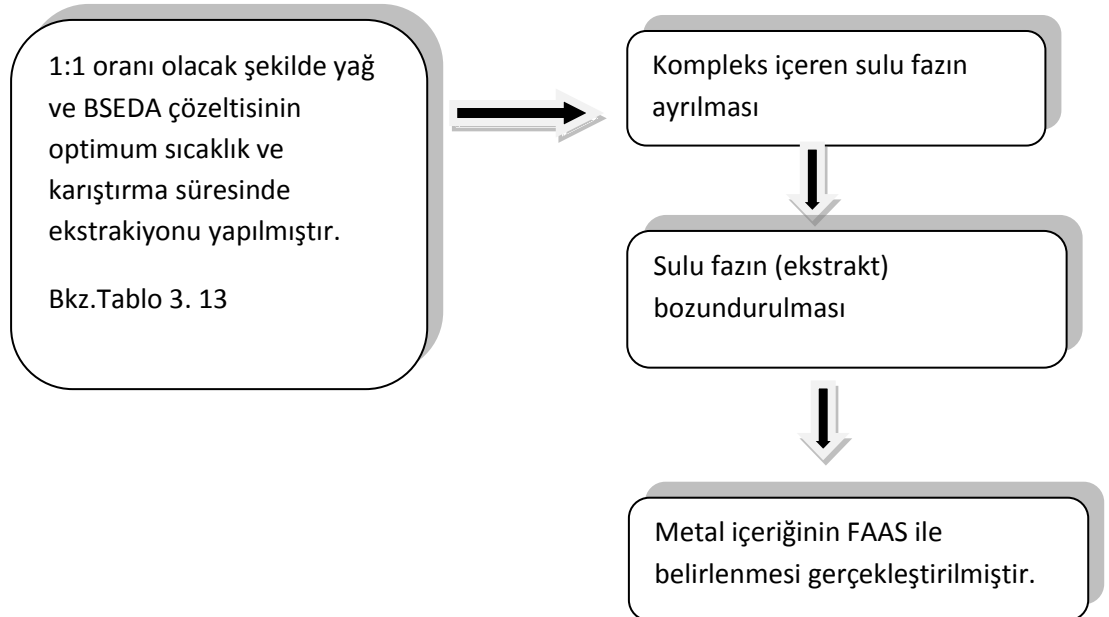 1:1 oranı olacak şekilde yağ
ve BSEDA çözeltisinin
optimum sıcaklık ve
karıştırma süresinde
ekstrakiyonu yapılmıştır.
Bkz.Tablo 3. 13
Kompleks içeren sulu fazın
ayrılması
Sulu fazın (ekstrakt)
bozundurulması
Metal içeriğinin FAAS ile
belirlenmesi gerçekleştirilmiştir.